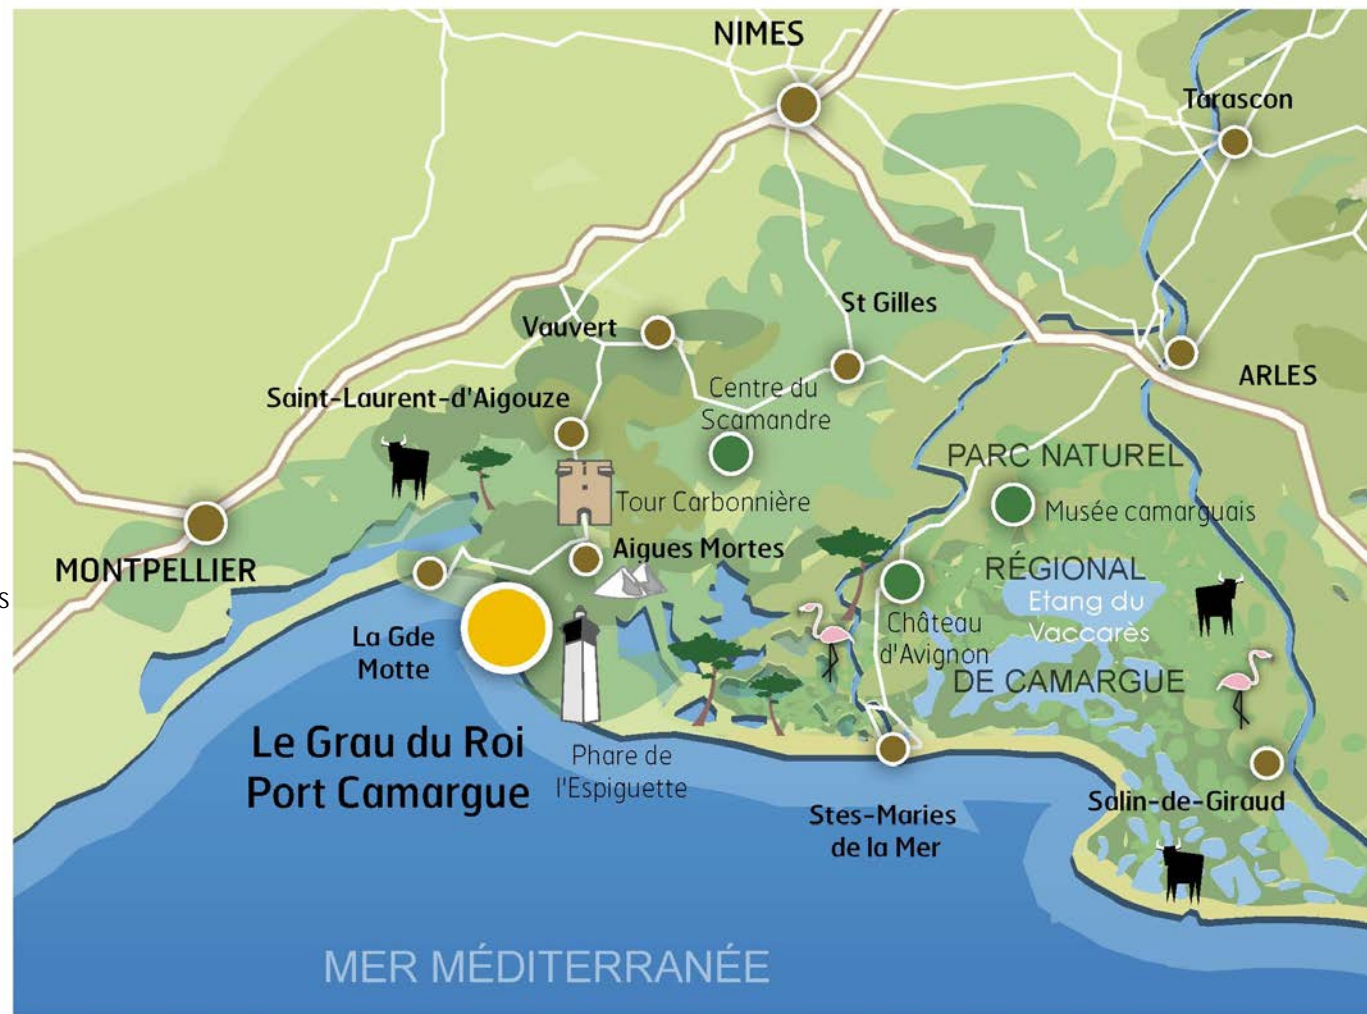 NIMES
Tarascon
St Gilles
Vauvert
ARLES
Saint-Laurent-d'Aigouze
Centre du
Scamandre
PARC NATUREL
Tour Carbonnière
Musée camarguais
Aigues Mortes
MONTPELLIER
RÉGIONAL
Etang du
Vaccarès
S
La Gde
Motte
Château
d'Avignon
DE CAMARGUE
Le Grau du Roi
Port Camargue
Phare de
l'Espiguette
Stes-Maries
de la Mer
Salin-de-Giraud
MER MÉDITERRANÉE